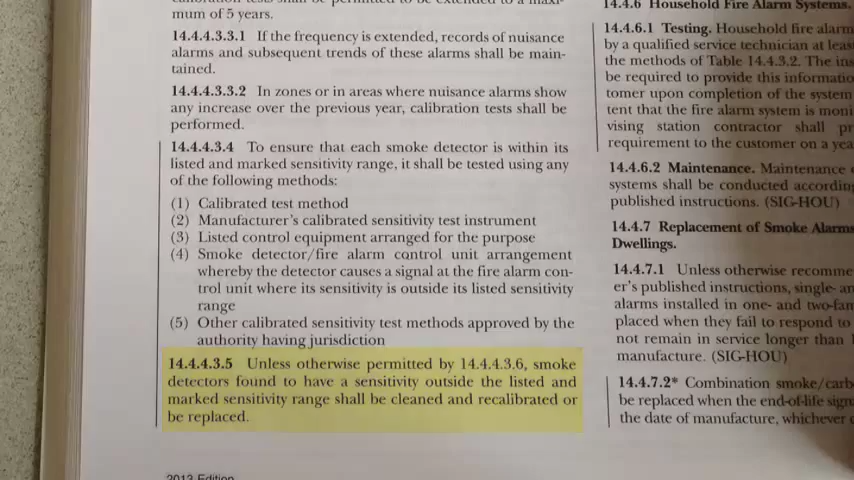 mum of 5 years.
14.4.4.3.3.1 If the frequency is extended, records of nuisance
alarms and subsequent trends of these alarms shall be main-
tained.
14.4.4.3.3.2 In zones or in areas where nuisance alarms show
any increase over the previous year, calibration tests shall be
performed.
14.4.4.3.4 To ensure that each smoke detector is within its
listed and marked sensitivity range, it shall be tested using any
of the following methods:
(1) Calibrated test method
(2) Manufacturer's calibrated sensitivity test instrument
(3) Listed control equipment arranged for the purpose
(4) Smoke detector/fire alarm control unit arrangement
whereby the detector causes a signal at the fire alarm con-
trol unit where its sensitivity is outside its listed sensitivity
range
(5) Other calibrated sensitivity test methods approved by the
authority having jurisdiction
14.4.4.3.5 Unless otherwise permitted by 14.4.4.3.6, smoke
detectors found to have a sensitivity outside the listed and
marked sensitivity range shall be cleaned and recalibrated or
be replaced.
2013 Edition
14.4.6 Household Fire Alarm Systems.
14.4.6.1 Testing. Household fire alarm
by a qualified service technician at leas
the methods of Table 14.4.3.2. The ins
be required to provide this informatio
tomer upon completion of the system
tent that the fire alarm system is moni
vising station contractor shall pr
requirement to the customer on a yea
14.4.6.2 Maintenance. Maintenance
systems shall be conducted according
published instructions. (SIG-HOU)
14.4.7 Replacement of Smoke Alarms
Dwellings.
14.4.7.1 Unless otherwise recomme
er's published instructions, single- an
alarms installed in one- and two-fam
placed when they fail to respond to
not remain in service longer than
manufacture. (SIG-HOU)
14.4.7.2* Combination smoke/carb
be replaced when the end-of-life sign
the date of manufacture, whichever